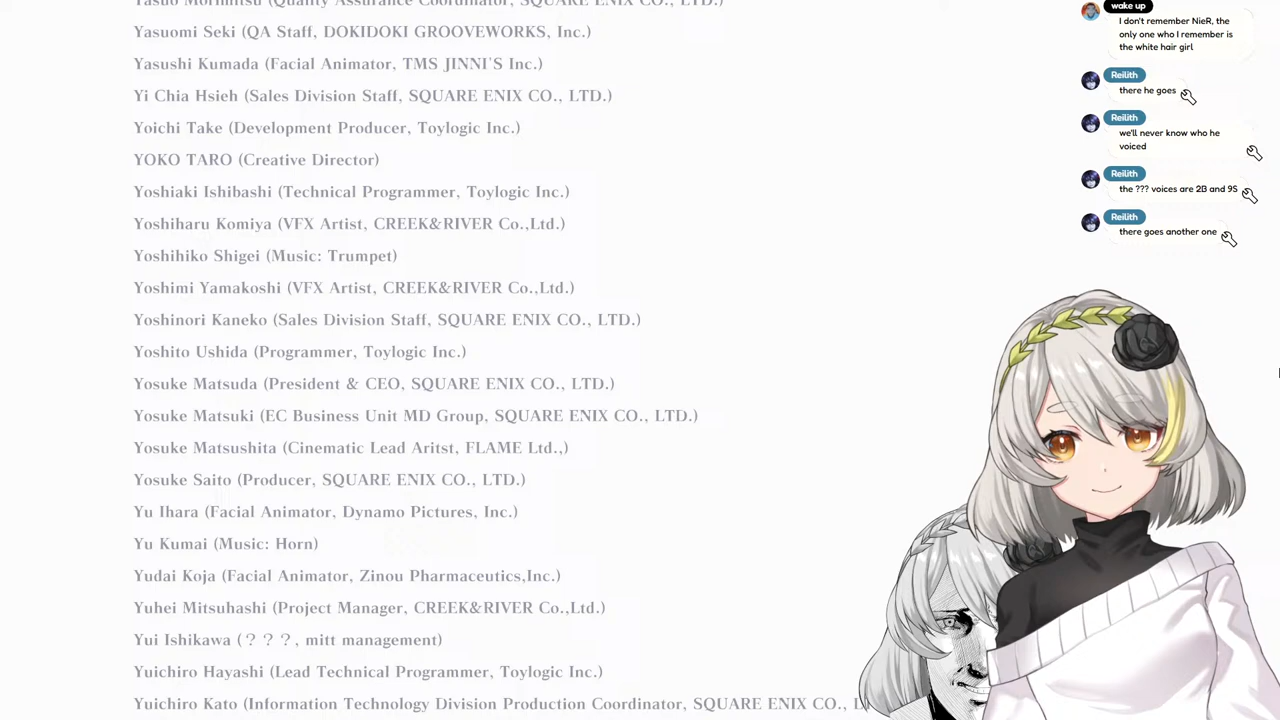 Yasuo Morimitsu (Quality Assurance Coordinator, SQUARE ENIX CO., LTD.)
Yasuomi Seki (QA Staff, DOKIDOKI GROOVEWORKS, Inc.)
Yasushi Kumada (Facial Animator, TMS JINNI'S Inc.)
Yi Chia Hsieh (Sales Division Staff, SQUARE ENIX CO., LTD.)
Yoichi Take (Development Producer, Toylogic Inc.)
YOKO TARO (Creative Director)
Yoshiaki Ishibashi (Technical Programmer, Toylogic Inc.)
Yoshiharu Komiya (VFX Artist, CREEK&RIVER Co.,Ltd.)
Yoshihiko Shigei (Music: Trumpet)
Yoshimi Yamakoshi (VFX Artist, CREEK&RIVER Co.,Ltd.)
Yoshinori Kaneko (Sales Division Staff, SQUARE ENIX CO., LTD.)
Yoshito Ushida (Programmer, Toylogic Inc.)
Yosuke Matsuda (President & CEO, SQUARE ENIX CO., LTD.)
Yosuke Matsuki (EC Business Unit MD Group, SQUARE ENIX CO., LTD.)
Yosuke Matsushita (Cinematic Lead Aritst, FLAME Ltd.,)
Yosuke Saito (Producer, SQUARE ENIX CO., LTD.)
Yu Ihara (Facial Animator, Dynamo Pictures, Inc.)
Yu Kumai (Music: Horn)
Yudai Koja (Facial Animator, Zinou Pharmaceutics,Inc.)
Yuhei Mitsuhashi (Project Manager, CREEK&RIVER Co.,Ltd.)
Yui Ishikawa (？？？, mitt management)
Yuichiro Hayashi (Lead Technical Programmer, Toylogic Inc.)
Yuichiro Kato (Information Technology Division Production Coordinator, SQUARE ENIX CO.,
wake up
I don't remember NieR, the
only one who I remember is
the white hair girl
Reilith
there he goes
Reilith
we'll never know who he
voiced
Reilith
the ??? voices are 2B and 9S
Reilith
there goes another one